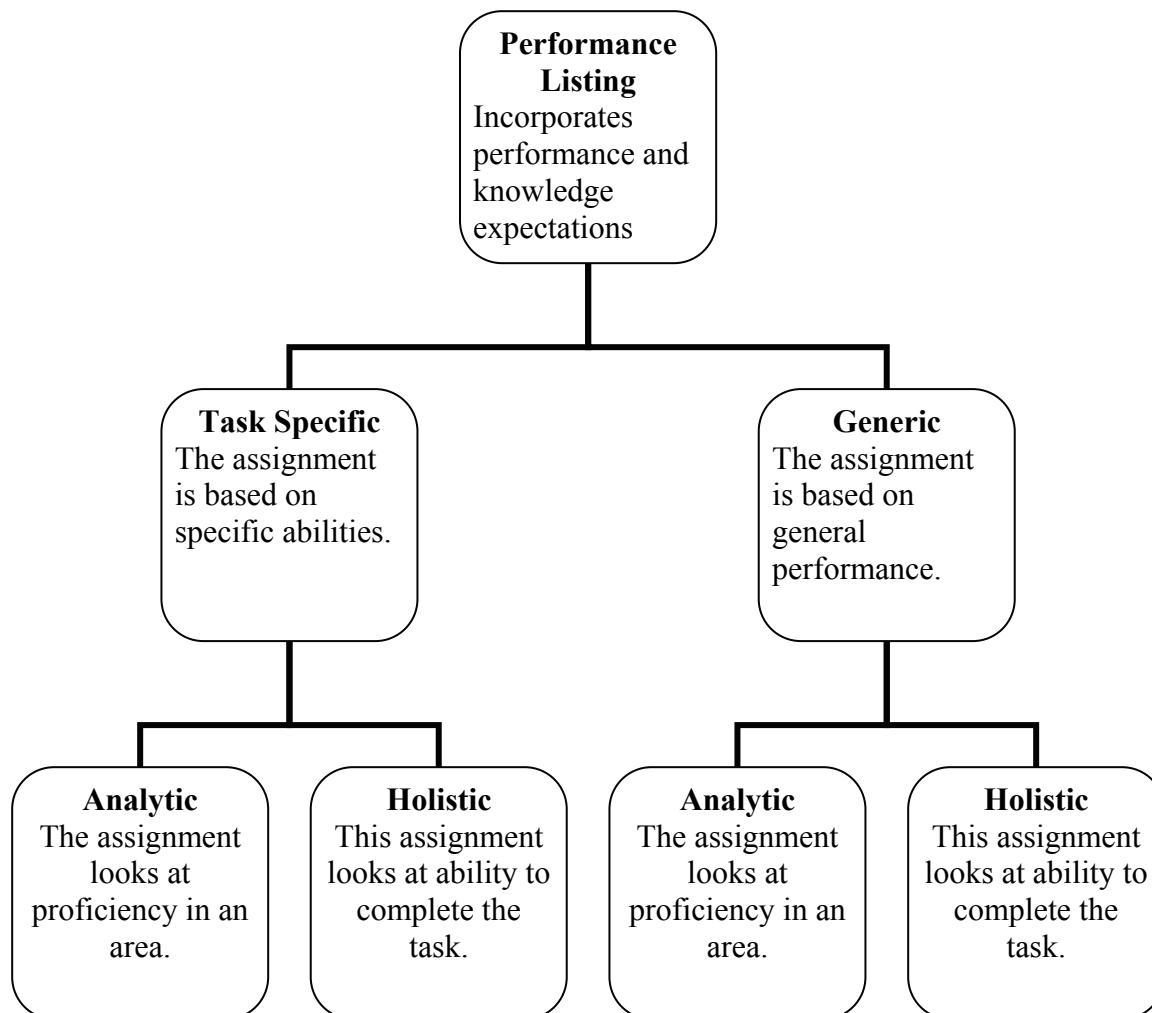 Performance
Listing
Incorporates
performance and
knowledge
expectations
Task Specific
The assignment
is based on
specific abilities.
Generic
The assignment
is based on
general
performance.
Analytic
The assignment
looks at
proficiency in an
area.
Holistic
This assignment
looks at ability to
complete the
task.
Analytic
The assignment
looks at
proficiency in an
area.
Holistic
This assignment
looks at ability to
complete the
task.